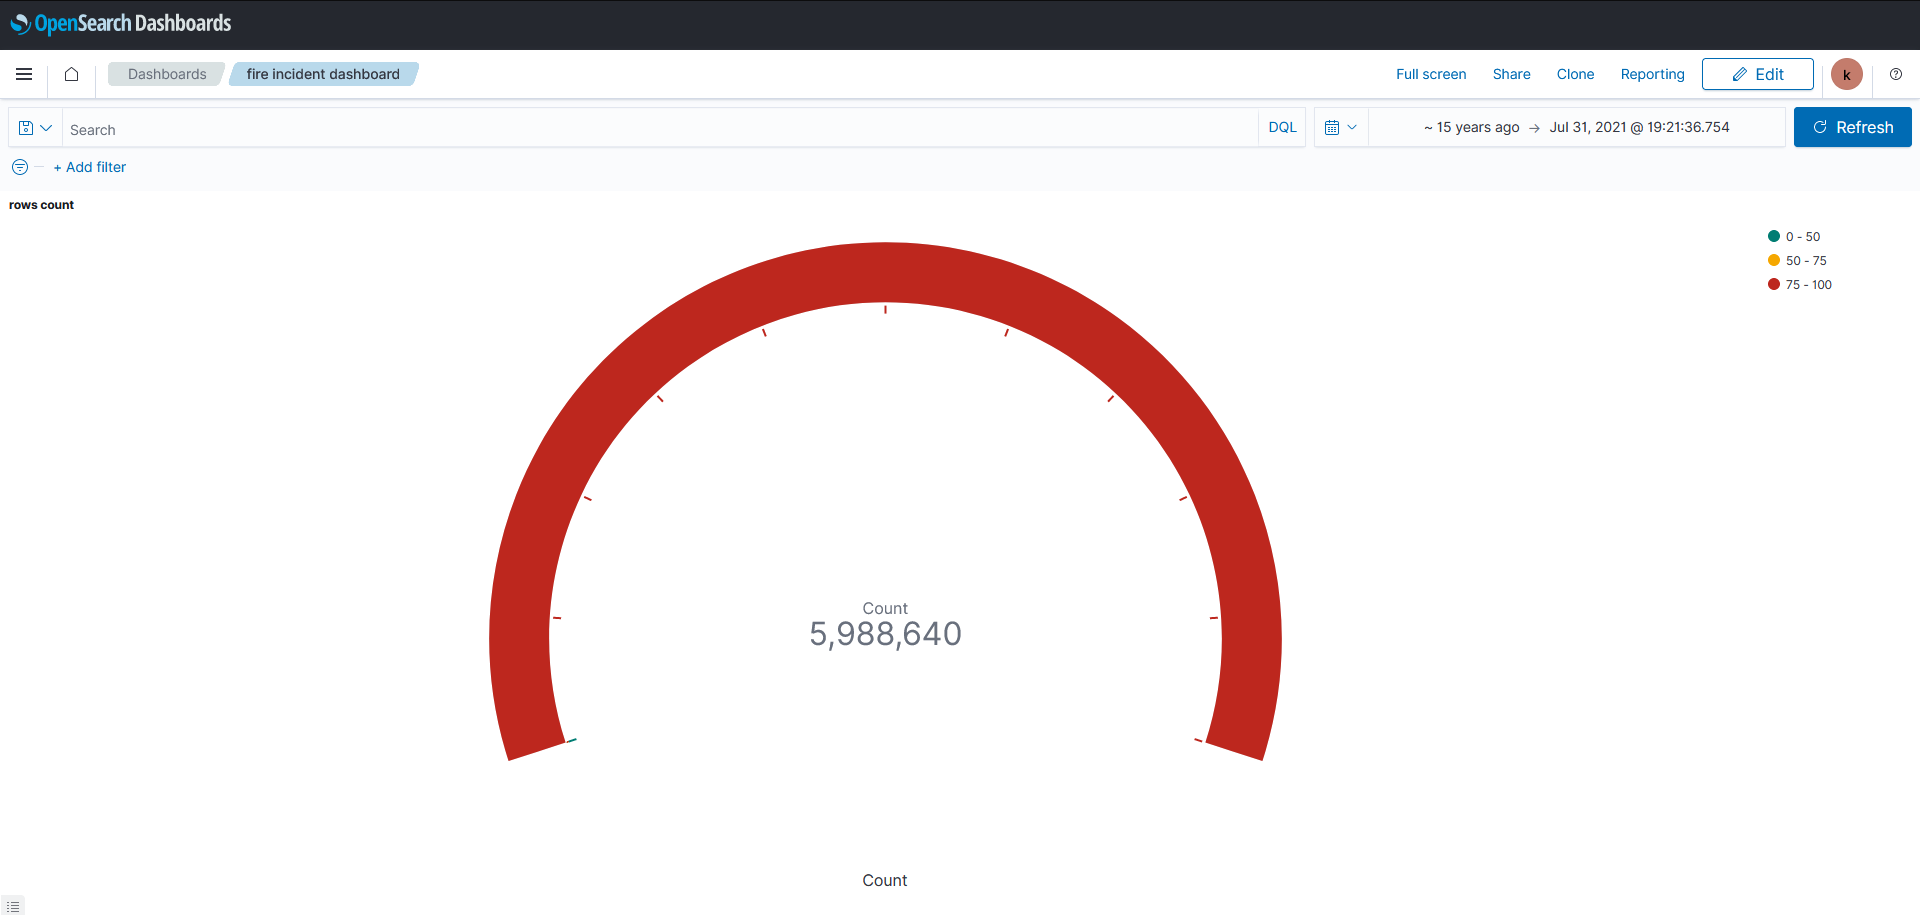 OpenSearch Dashboards
Dashboards
fire incident dashboard
Full screen
Share
Clone
Reporting
Edit
k
Search
DQL
~ 15 years ago → Jul 31, 2021 @ 19:21:36.754
Refresh
+ Add filter
rows count
0 - 50
50 - 75
75 - 100
Count
5,988,640
Count